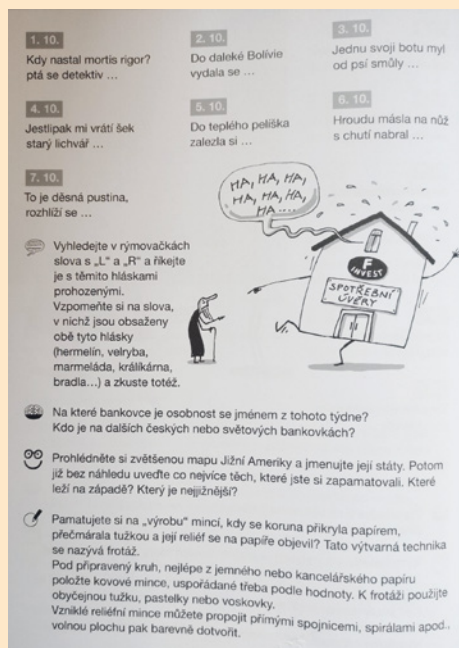 1. 10.
Kdy nastal mortis rigor?
ptá se detektiv ...
2. 10.
Do daleké Bolívie
vydala se ...
3. 10.
Jednu svoji botu myl
od psí smůly ...
4. 10.
Jestlipak mi vrátí šek
starý lichvář ...
5. 10.
Do teplého pelíška
zalezla si ...
6. 10.
Hroudu másla na nůž
s chutí nabral ...
7. 10.
To je děsná pustina,
rozhlíží se ...
HA, HA, HA,
HA, HA, HA,
HA ....
F
INVEST
SPOTŘEBNÍ
ÚVĚRY
Vyhledejte v rýmovačkách
slova s „L" a „R" a říkejte
je s těmito hláskami
prohozenými.
Vzpomeňte si na slova,
v nichž jsou obsaženy
obě tyto hlásky
(hermelín, velryba,
marmeláda, králíkárna,
bradla...) a zkuste totéž.
Na které bankovce je osobnost se jménem z tohoto týdne?
Kdo je na dalších českých nebo světových bankovkách?
Prohlédněte si zvětšenou mapu Jižní Ameriky a jmenujte její státy. Potom
již bez náhledu uveďte co nejvíce těch, které jste si zapamatovali. Které
leží na západě? Který je nejjižnější?
Pamatujete si na „výrobu" mincí, kdy se koruna přikryla papírem,
přečmárala tužkou a její reliéf se na papíře objevil? Tato výtvarná technika
se nazývá frotáž.
Pod připravený kruh, nejlépe z jemného nebo kancelářského papíru
položte kovové mince, uspořádané třeba podle hodnoty. K frotáži použijte
obyčejnou tužku, pastelky nebo voskovky.
Vzniklé reliéfní mince můžete propojit přímými spojnicemi, spirálami apod.,
volnou plochu pak barevně dotvořit.